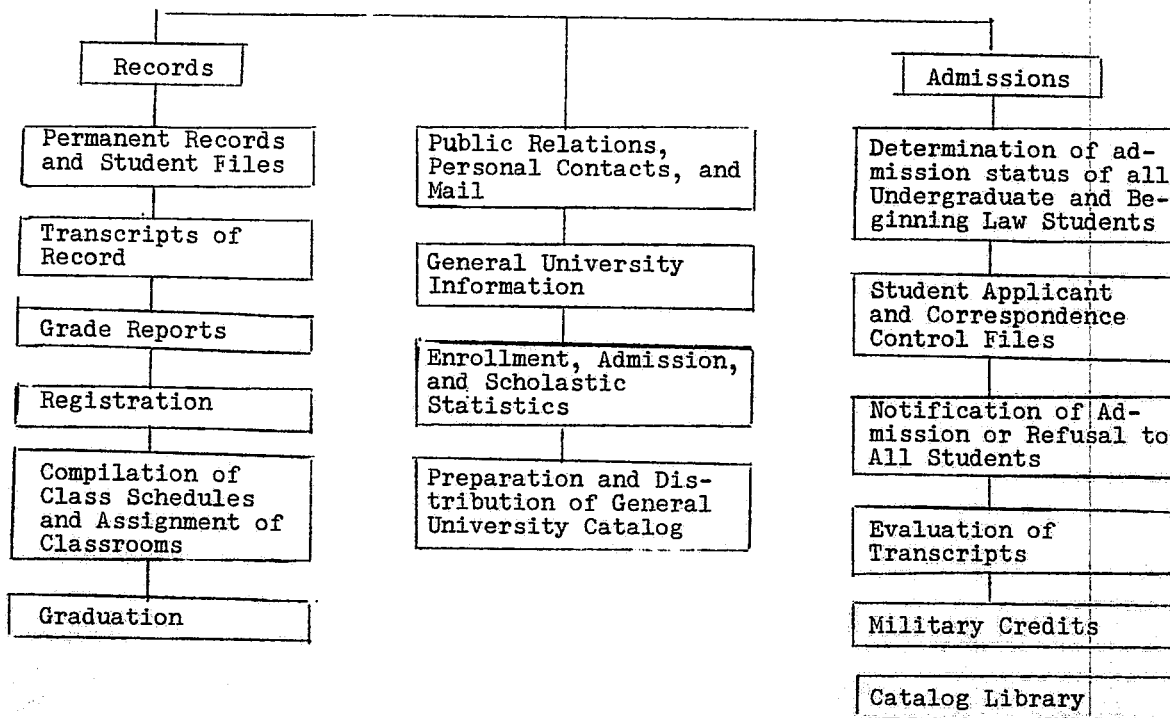 Records
Permanent Records
and Student Files
Transcripts of
Record
Grade Reports
Registration
Compilation of
Class Schedules
and Assignment of
Classrooms
Graduation
Public Relations,
Personal Contacts, and
Mail
General University
Information
Enrollment, Admission,
and Scholastic
Statistics
Preparation and Dis-
tribution of General
University Catalog
Admissions
Determination of ad-
mission status of all
Undergraduate and Be-
ginning Law Students
Student Applicant
and Correspondence
Control Files
Notification of Ad-
mission or Refusal to
All Students
Evaluation of
Transcripts
Military Credits
Catalog Library